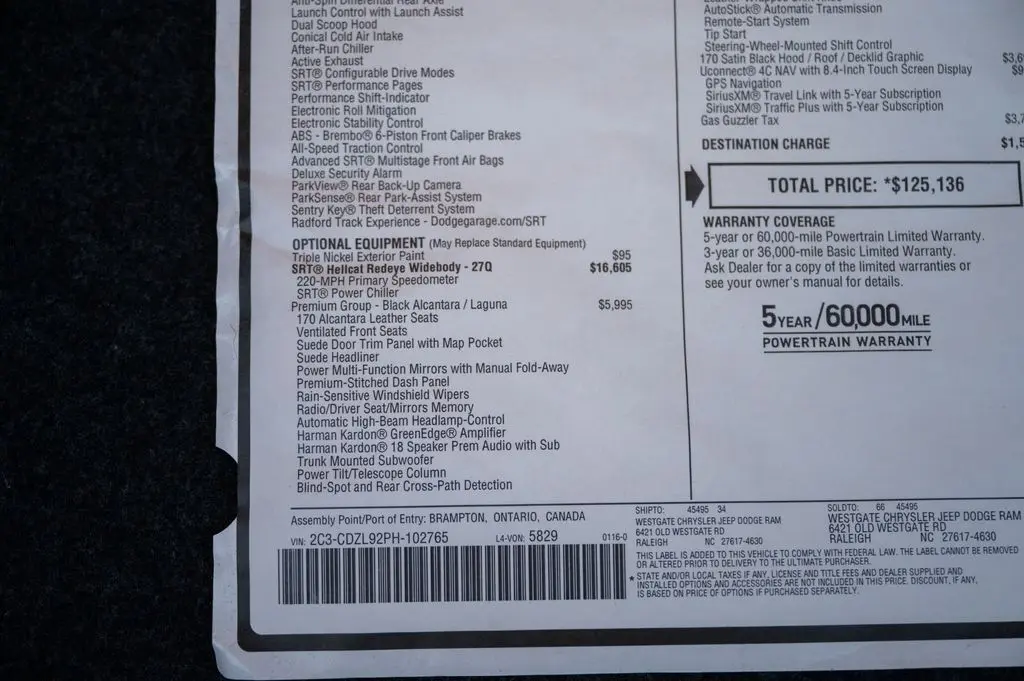 Anti-Spin Differential Rear Axle
Launch Control with Launch Assist
Dual Scoop Hood
Conical Cold Air Intake
After-Run Chiller
Active Exhaust
SRT® Configurable Drive Modes
SRT® Performance Pages
Performance Shift-Indicator
Electronic Roll Mitigation
Electronic Stability Control
ABS - Brembo® 6-Piston Front Caliper Brakes
All-Speed Traction Control
Advanced SRT® Multistage Front Air Bags
Deluxe Security Alarm
ParkView® Rear Back-Up Camera
ParkSense® Rear Park-Assist System
Sentry Key® Theft Deterrent System
Radford Track Experience - Dodgegarage.com/SRT
OPTIONAL EQUIPMENT (May Replace Standard Equipment)
Triple Nickel Exterior Paint $95
SRT® Hellcat Redeye Widebody - 27Q $16,605
220-MPH Primary Speedometer
SRT® Power Chiller
Premium Group - Black Alcantara / Laguna $5,995
170 Alcantara Leather Seats
Ventilated Front Seats
Suede Door Trim Panel with Map Pocket
Suede Headliner
Power Multi-Function Mirrors with Manual Fold-Away
Premium-Stitched Dash Panel
Rain-Sensitive Windshield Wipers
Radio/Driver Seat/Mirrors Memory
Automatic High-Beam Headlamp-Control
Harman Kardon® GreenEdge® Amplifier
Harman Kardon® 18 Speaker Prem Audio with Sub
Trunk Mounted Subwoofer
Power Tilt/Telescope Column
Blind-Spot and Rear Cross-Path Detection
AutoStick® Automatic Transmission
Remote-Start System
Tip Start
Steering-Wheel-Mounted Shift Control
170 Satin Black Hood / Roof / Decklid Graphic $3,6
Uconnect® 4C NAV with 8.4-Inch Touch Screen Display $9
GPS Navigation
SiriusXM® Travel Link with 5-Year Subscription
SiriusXM® Traffic Plus with 5-Year Subscription
Gas Guzzler Tax $3,7
DESTINATION CHARGE $1,5
TOTAL PRICE: *$125,136
WARRANTY COVERAGE
5-year or 60,000-mile Powertrain Limited Warranty.
3-year or 36,000-mile Basic Limited Warranty.
Ask Dealer for a copy of the limited warranties or
see your owner's manual for details.
5YEAR/60,000MILE
POWERTRAIN WARRANTY
Assembly Point/Port of Entry: BRAMPTON, ONTARIO, CANADA
VIN: 2C3-CDZL92PH-102765 L4-VON: 5829 0116-0
SHIPTO: 45495 34
WESTGATE CHRYSLER JEEP DODGE RAM
6421 OLD WESTGATE RD
RALEIGH NC 27617-4630
SOLDTO: 66 45495
WESTGATE CHRYSLER JEEP DODGE RAM
6421 OLD WESTGATE RD
RALEIGH NC 27617-4630
THIS LABEL IS ADDED TO THIS VEHICLE TO COMPLY WITH FEDERAL LAW. THE LABEL CANNOT BE REMOVED
OR ALTERED PRIOR TO DELIVERY TO THE ULTIMATE PURCHASER.
* STATE AND/OR LOCAL TAXES IF ANY, LICENSE AND TITLE FEES AND DEALER SUPPLIED AND
INSTALLED OPTIONS AND ACCESSORIES ARE NOT INCLUDED IN THIS PRICE. DISCOUNT, IF ANY,
IS BASED ON PRICE OF OPTIONS IF PURCHASED SEPARATELY.